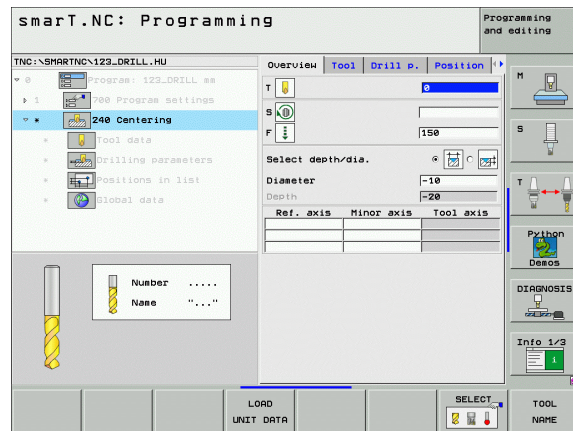 smarT.NC: Programming
Programming
and editing
TNC:\SMARTNC\123_DRILL.HU
0 Program: 123_DRILL mm
1 700 Program settings
* 240 Centering
* Tool data
* Drilling parameters
* Positions in list
* Global data
Overview Tool Drill p. Position
T 0
S
F 150
Select depth/dia.
Diameter -10
Depth -20
Ref. axis Minor axis Tool axis
Number .....
Name "..."
M
S
T
Python
Demos
DIAGNOSIS
Info 1/3
LOAD
UNIT DATA
SELECT
TOOL
NAME